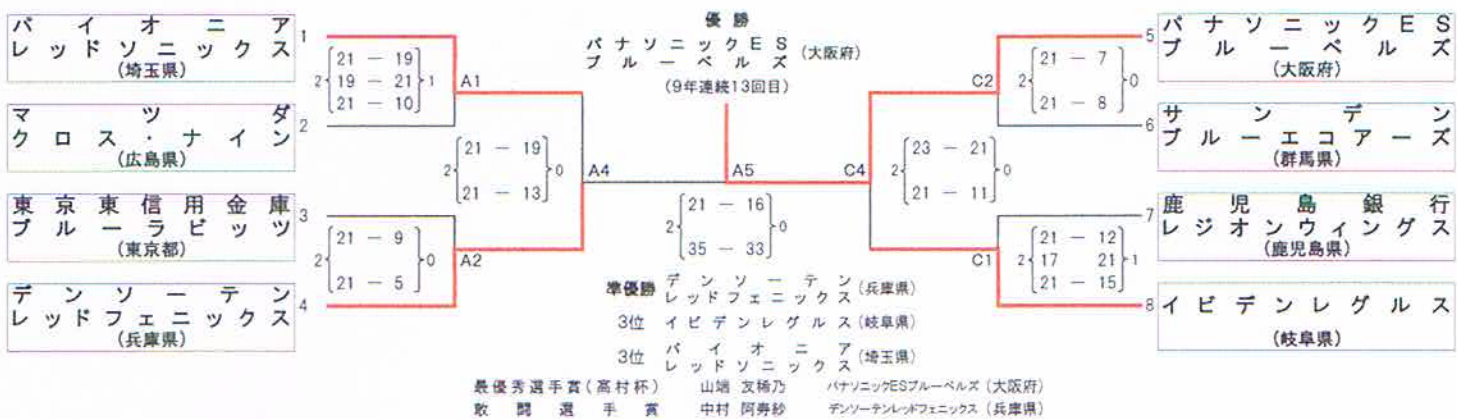 優勝
パナソニックES
ブルーベルズ
(大阪府)
(9年連続13回目)
パイオニア
レッドソニックス
(埼玉県)
1
マツダ
クロス・ナイン
(広島県)
2
東京東信用金庫
ブルーラビッツ
(東京都)
3
デンソーテン
レッドフェニックス
(兵庫県)
4
21 - 19
2 19 - 21 1
21 - 10
A1
21 - 9
2 0
21 - 5
A2
21 - 19
2 0
21 - 13
A4
A5
21 - 16
2 0
35 - 33
C4
23 - 21
2 0
21 - 11
C2
21 - 7
2 0
21 - 8
C1
21 - 12
2 17 21 1
21 - 15
5
パナソニックES
ブルーベルズ
(大阪府)
6
サンデン
ブルーエコアーズ
(群馬県)
7
鹿児島銀行
レジオンウィングス
(鹿児島県)
8
イビデンレグルス
(岐阜県)
準優勝 デンソーテン
レッドフェニックス (兵庫県)
3位 イビデンレグルス (岐阜県)
3位 パイオニア
レッドソニックス (埼玉県)
最優秀選手賞(髙村杯) 山端 友稀乃 パナソニックESブルーベルズ (大阪府)
敢闘選手賞 中村 阿寿紗 デンソーテンレッドフェニックス (兵庫県)